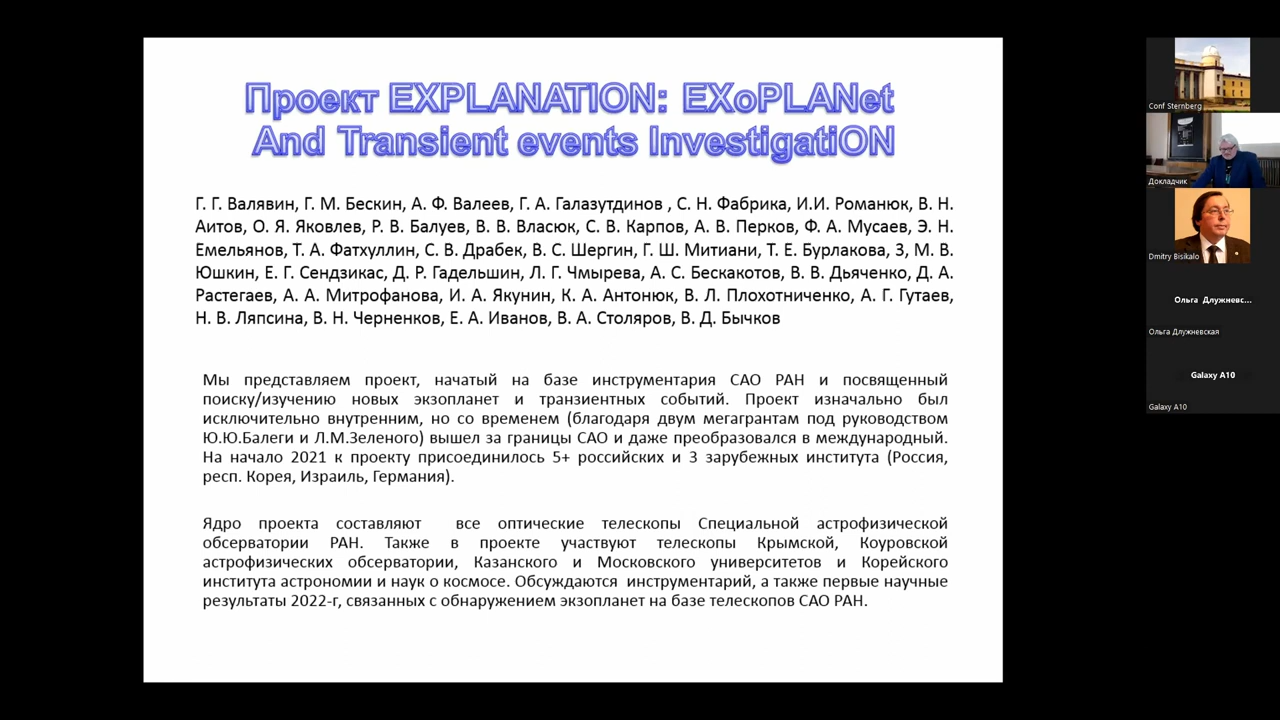 Проект EXPLANATION: EXoPLANet
And Transient events InvestigatiON
Г. Г. Валявин, Г. М. Бескин, А. Ф. Валеев, Г. А. Галазутдинов , С. Н. Фабрика, И.И. Романюк, В. Н.
Аитов, О. Я. Яковлев, Р. В. Балуев, В. В. Власюк, С. В. Карпов, А. В. Перков, Ф. А. Мусаев, Э. Н.
Емельянов, Т. А. Фатхуллин, С. В. Драбек, В. С. Шергин, Г. Ш. Митиани, Т. Е. Бурлакова, 3, М. В.
Юшкин, Е. Г. Сендзикас, Д. Р. Гадельшин, Л. Г. Чмырева, А. С. Бескакотов, В. В. Дьяченко, Д. А.
Растегаев, А. А. Митрофанова, И. А. Якунин, К. А. Антонюк, В. Л. Плохотниченко, А. Г. Гутаев,
Н. В. Ляпсина, В. Н. Черненков, Е. А. Иванов, В. А. Столяров, В. Д. Бычков
Мы представляем проект, начатый на базе инструментария САО РАН и посвященный
поиску/изучению новых экзопланет и транзиентных событий. Проект изначально был
исключительно внутренним, но со временем (благодаря двум мегагрантам под руководством
Ю.Ю.Балеги и Л.М.Зеленого) вышел за границы САО и даже преобразовался в международный.
На начало 2021 к проекту присоединилось 5+ российских и 3 зарубежных института (Россия,
респ. Корея, Израиль, Германия).
Ядро проекта составляют все оптические телескопы Специальной астрофизической
обсерватории РАН. Также в проекте участвуют телескопы Крымской, Коуровской
астрофизических обсерватории, Казанского и Московского университетов и Корейского
института астрономии и наук о космосе. Обсуждаются инструментарий, а также первые научные
результаты 2022-г, связанных с обнаружением экзопланет на базе телескопов САО РАН.
Conf Sternberg
Докладчик
Dmitry Bisikalo
Ольга Длужневс...
Ольга Длужневская
Galaxy A10
Galaxy A10